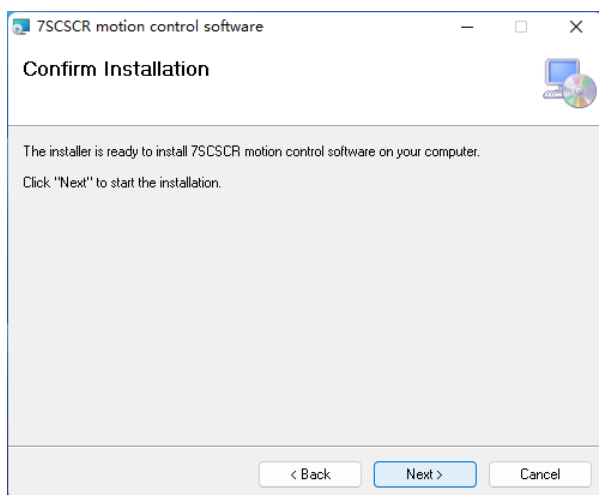 7SCSCR motion control software
Confirm Installation
The installer is ready to install 7SCSCR motion control software on your computer.
Click "Next" to start the installation.
< Back
Next >
Cancel